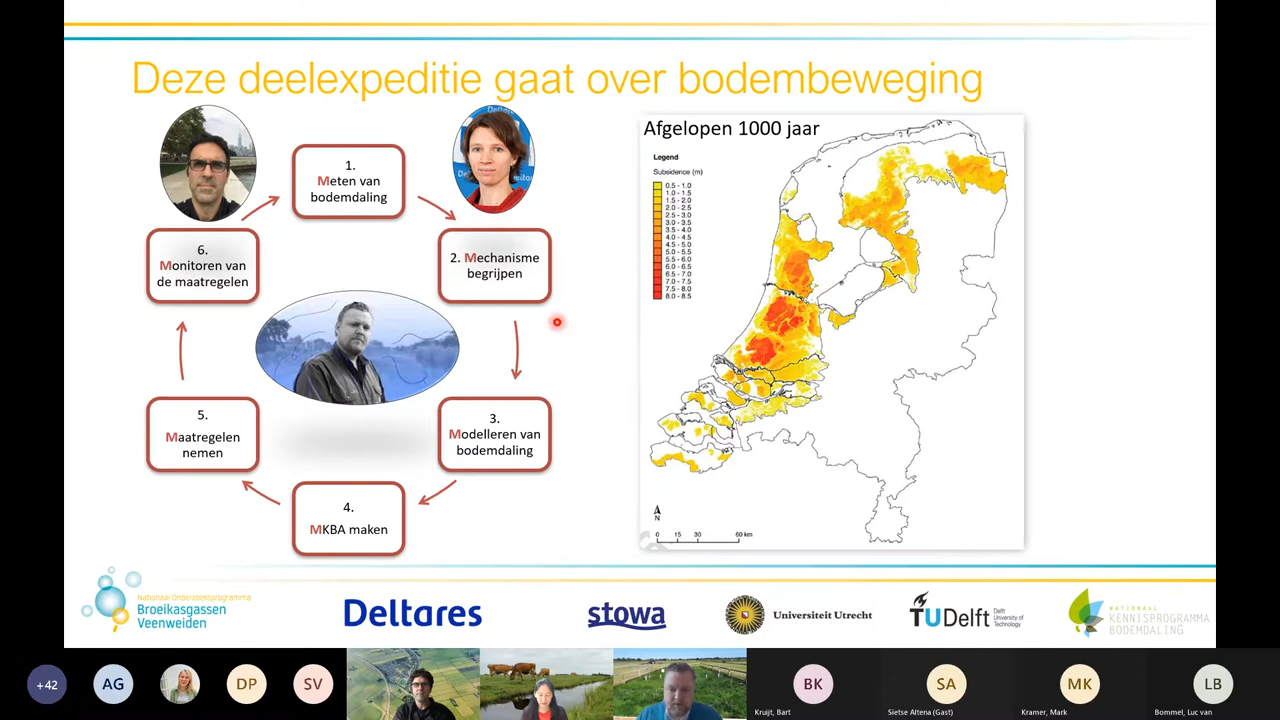 Deze deelexpeditie gaat over bodembeweging
1.
Meten van
bodemdaling
2. Mechanisme
begrijpen
3.
Modelleren van
bodemdaling
4.
MKBA maken
5.
Maatregelen
nemen
6.
Monitoren van
de maatregelen
Afgelopen 1000 jaar
Legend
Subsidence (m)
0.5 - 1.0
1.0 - 1.5
1.5 - 2.0
2.0 - 2.5
2.5 - 3.0
3.0 - 3.5
3.5 - 4.0
4.0 - 4.5
4.5 - 5.0
5.0 - 5.5
5.5 - 6.0
6.0 - 6.5
6.5 - 7.0
7.0 - 7.5
7.5 - 8.0
8.0 - 8.5
N
0 15 30 60 km
Nationaal Onderzoeksprogramma
Broeikasgassen
Veenweiden
Deltares
stowa
Universiteit Utrecht
TUDelft
Delft
University of
Technology
NATIONAAL
KENNISPROGRAMMA
BODEMDALING
+42
AG
DP
SV
BK
Kruijt, Bart
SA
Sietse Altena (Gast)
MK
Kramer, Mark
LB
Bommel, Luc van